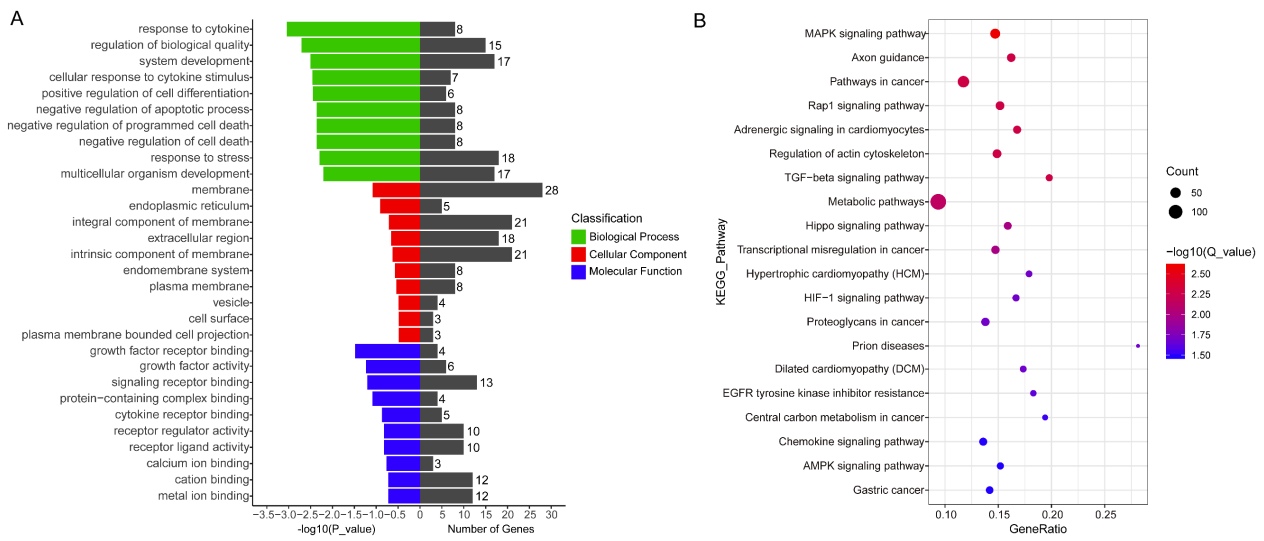 A
response to cytokine 8
regulation of biological quality 15
system development 17
cellular response to cytokine stimulus 7
positive regulation of cell differentiation 6
negative regulation of apoptotic process 8
negative regulation of programmed cell death 8
negative regulation of cell death 8
response to stress 18
multicellular organism development 17
membrane 28
endoplasmic reticulum 5
integral component of membrane 21
extracellular region 18
intrinsic component of membrane 21
endomembrane system 8
plasma membrane 8
vesicle 4
cell surface 3
plasma membrane bounded cell projection 3
growth factor receptor binding 4
growth factor activity 6
signaling receptor binding 13
protein−containing complex binding 4
cytokine receptor binding 5
receptor regulator activity 10
receptor ligand activity 10
calcium ion binding 3
cation binding 12
metal ion binding 12
−3.5 −3.0 −2.5 −2.0 −1.5 −1.0 −0.5 0 5 10 15 20 25 30
-log10(P_value) Number of Genes
Classification
Biological Process
Cellular Component
Molecular Function
B
KEGG_Pathway
MAPK signaling pathway
Axon guidance
Pathways in cancer
Rap1 signaling pathway
Adrenergic signaling in cardiomyocytes
Regulation of actin cytoskeleton
TGF−beta signaling pathway
Metabolic pathways
Hippo signaling pathway
Transcriptional misregulation in cancer
Hypertrophic cardiomyopathy (HCM)
HIF−1 signaling pathway
Proteoglycans in cancer
Prion diseases
Dilated cardiomyopathy (DCM)
EGFR tyrosine kinase inhibitor resistance
Central carbon metabolism in cancer
Chemokine signaling pathway
AMPK signaling pathway
Gastric cancer
0.10 0.15 0.20 0.25
GeneRatio
Count
50
100
−log10(Q_value)
2.50
2.25
2.00
1.75
1.50